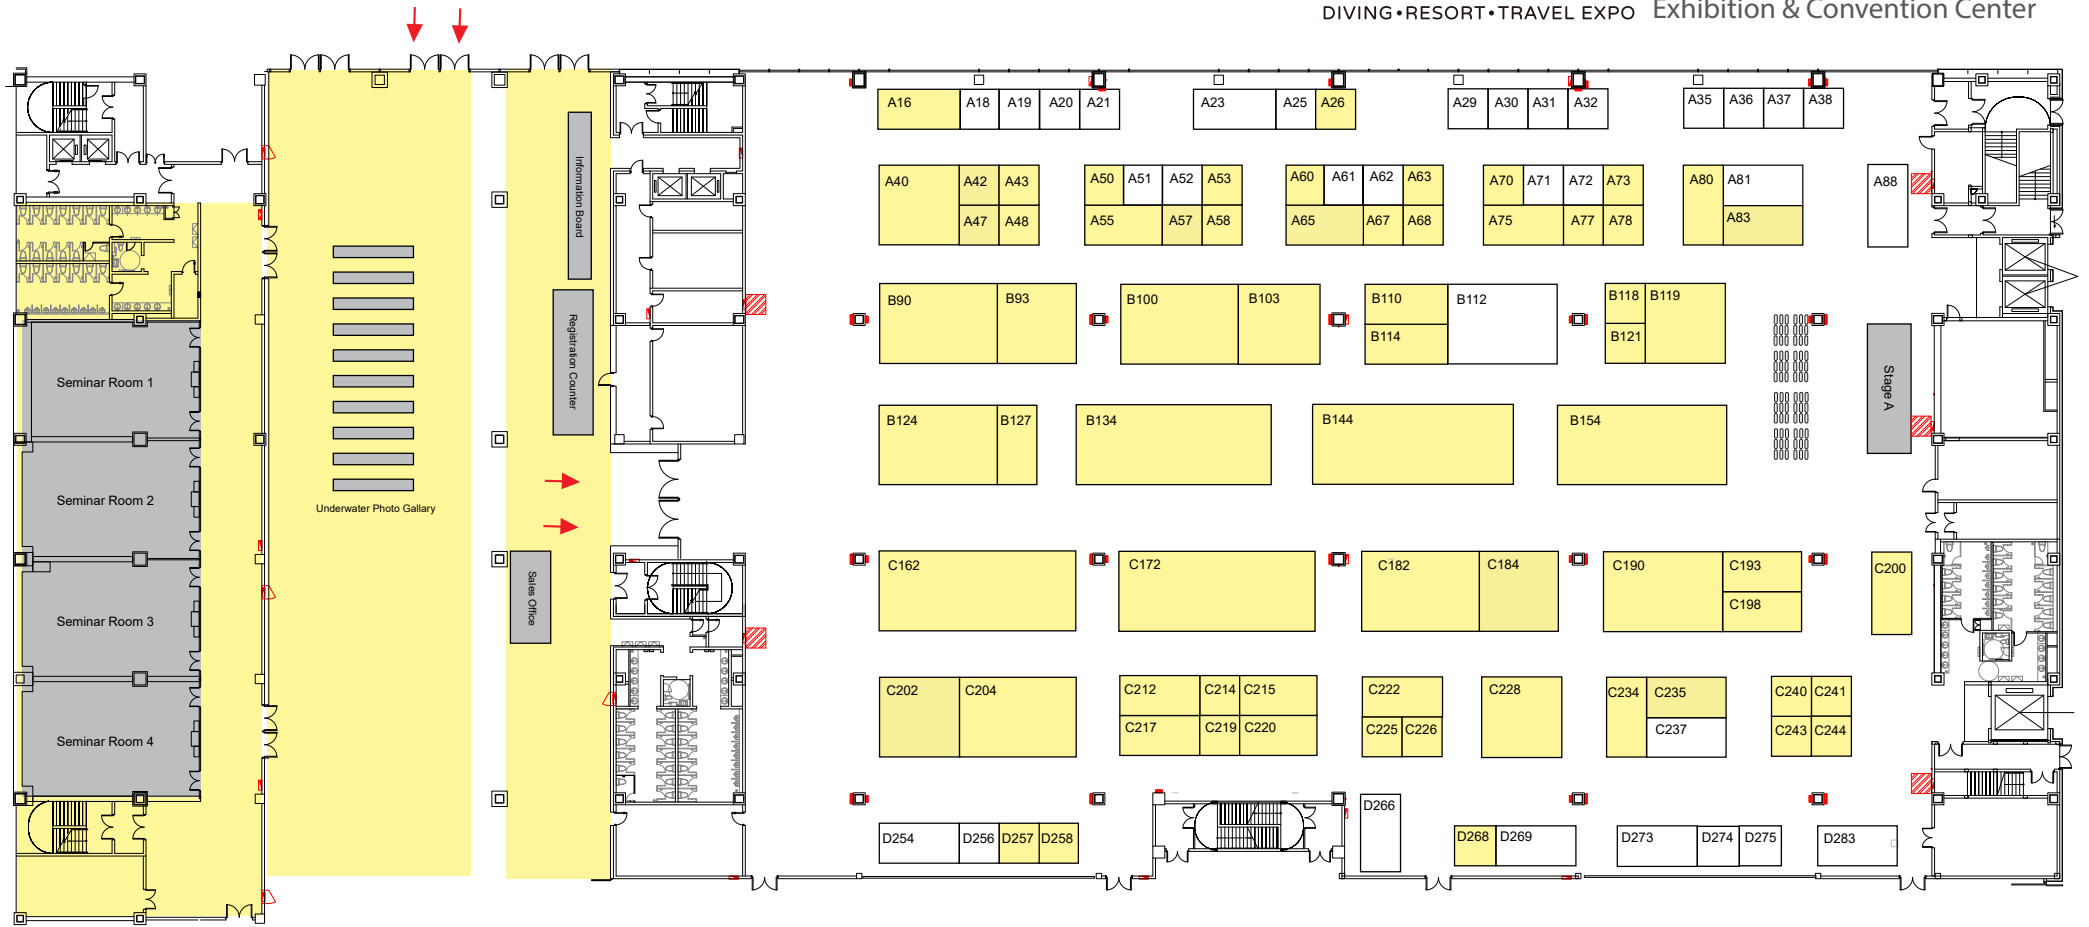 DIVING•RESORT•TRAVEL EXPO Exhibition & Convention Center
A16 A18 A19 A20 A21 A23 A25 A26 A29 A30 A31 A32 A35 A36 A37 A38
A40 A42 A43 A50 A51 A52 A53 A60 A61 A62 A63 A70 A71 A72 A73 A80 A81 A88
A47 A48 A55 A57 A58 A65 A67 A68 A75 A77 A78 A83
Information Board
B90 B93 B100 B103 B110 B112 B118 B119
B114 B121
Registration Counter
Stage A
Seminar Room 1
B124 B127 B134 B144 B154
Seminar Room 2
Underwater Photo Gallary
C162 C172 C182 C184 C190 C193 C200
C198
Sales Office
Seminar Room 3
C202 C204 C212 C214 C215 C222 C228 C234 C235 C240 C241
C217 C219 C220 C225 C226 C237 C243 C244
Seminar Room 4
D266
D254 D256 D257 D258 D268 D269 D273 D274 D275 D283